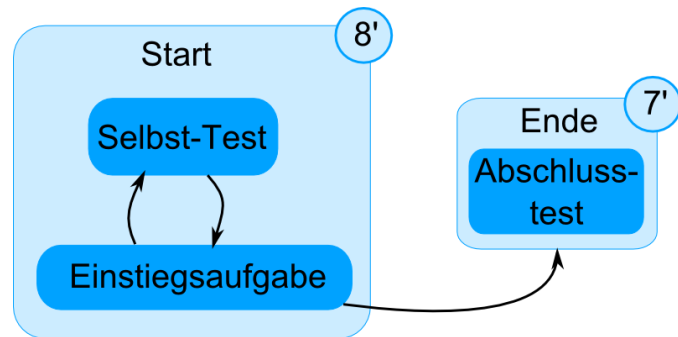 8'
Start
Selbst-Test
Einstiegsaufgabe
7'
Ende
Abschluss-
test